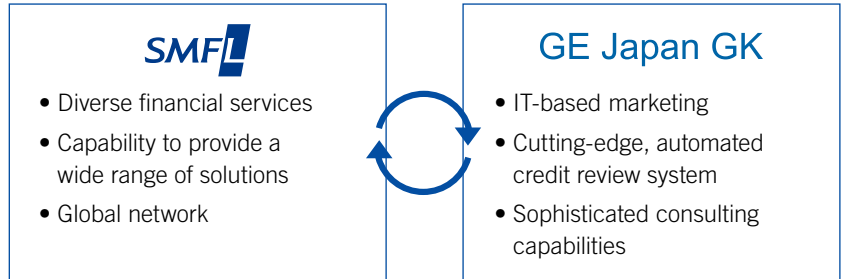 SMFL
• Diverse financial services
• Capability to provide a
wide range of solutions
• Global network
GE Japan GK
• IT-based marketing
• Cutting-edge, automated
credit review system
• Sophisticated consulting
capabilities